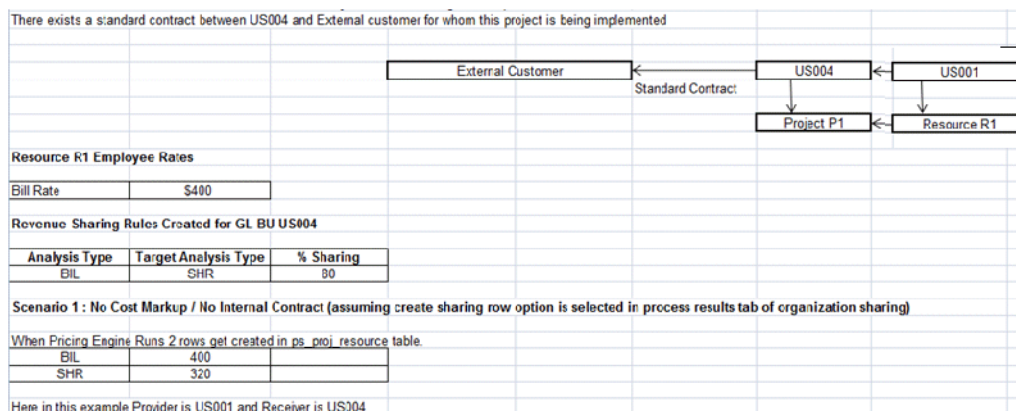 There exists a standard contract between US004 and External customer for whom this project is being implemented
External Customer
US004
US001
Standard Contract
Project P1
Resource R1
Resource R1 Employee Rates
Bill Rate $400
Revenue Sharing Rules Created for GL BU US004
Analysis Type Target Analysis Type % Sharing
BIL SHR 80
Scenario 1 : No Cost Markup / No Internal Contract (assuming create sharing row option is selected in process results tab of organization sharing)
When Pricing Engine Runs 2 rows get created in ps_proj_resource table.
BIL 400
SHR 320
Here in this example Provider is US001 and Receiver is US004